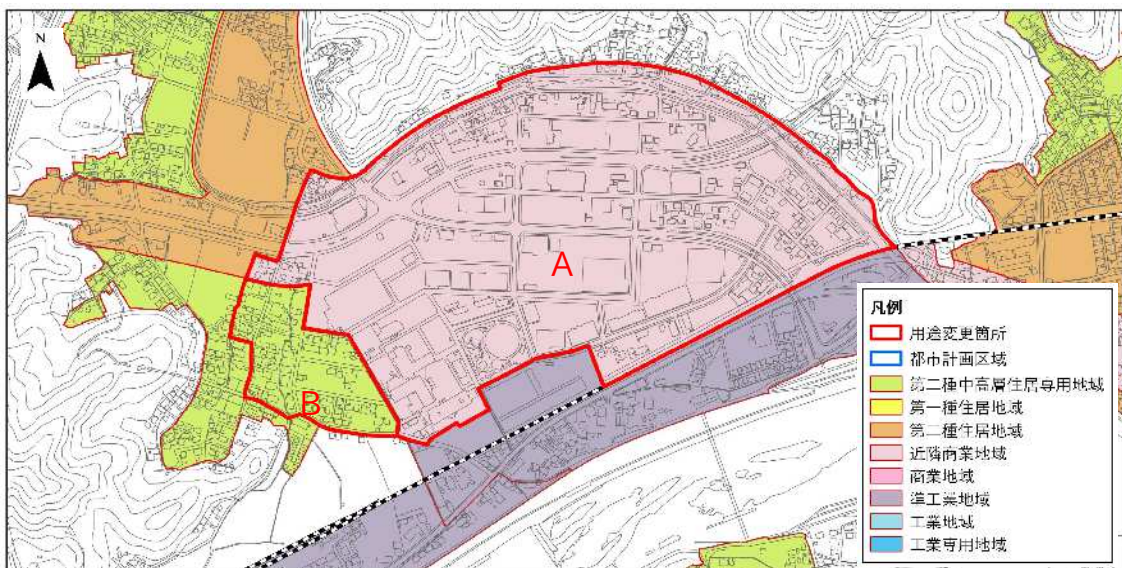 N
A
B
凡例
用途変更箇所
都市計画区域
第二種中高層住居専用地域
第一種住居地域
第二種住居地域
近隣商業地域
商業地域
準工業地域
工業地域
工業専用地域